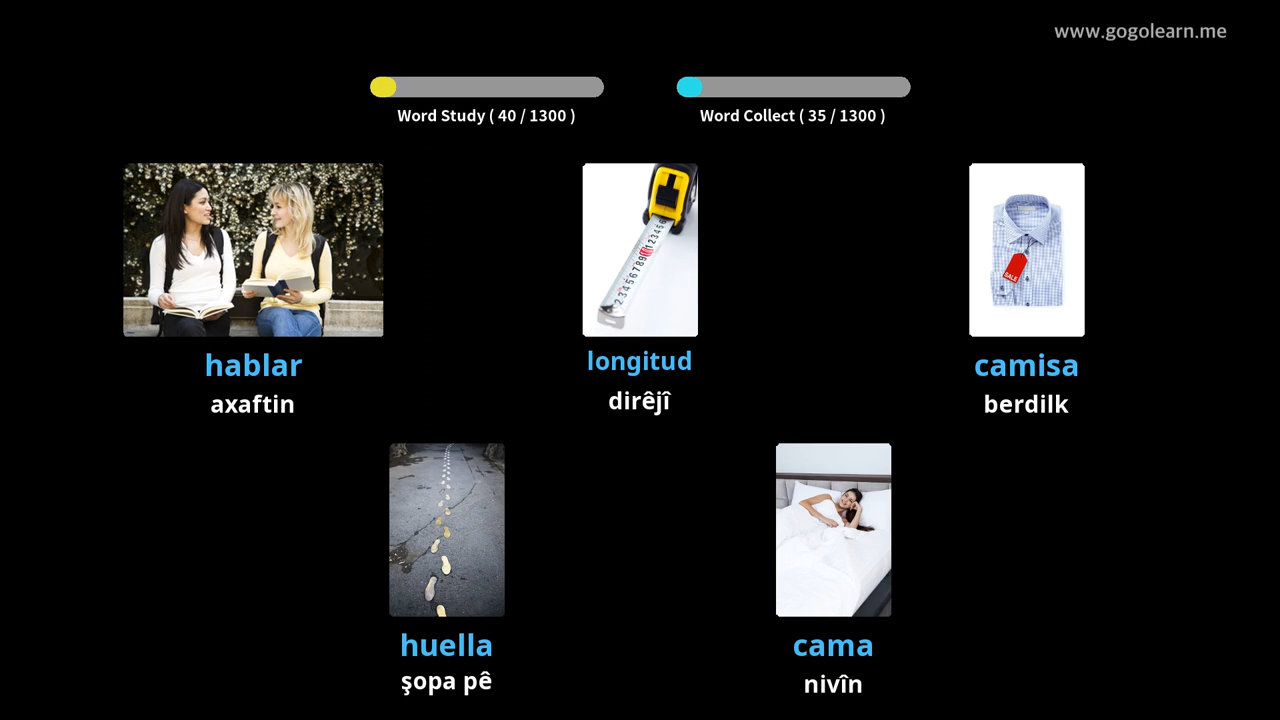 www.gogolearn.me
Word Study ( 40 / 1300 )
Word Collect ( 35 / 1300 )
SALE
hablar
axaftin
longitud
dirêjî
camisa
berdilk
huella
şopa pê
cama
nivîn